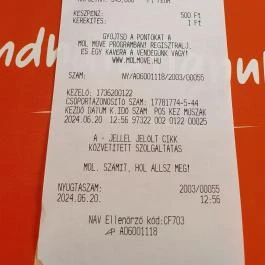 KÉSZPÉNZ: 500 Ft
KEREKÍTÉS: 1 Ft
GYŰJTSD A PONTOKAT A
MOL MOVE PROGRAMBAN! REGISZTRÁLJ,
ÉS EGY KÁVÉRA A VENDÉGÜNK VAGY!
WWW.MOLMOVE.HU
SZÁM: NY/A06001118/2003/00055
KEZELŐ: 1736200122
CSOPORTAZONOSÍTÓ SZÁM: 17781774-5-44
KEZDŐ DÁTUM K.IDŐ SZÁM POS KEZ MŰSZAK
2024.06.20 12:56 97322 002 0122 00025
A - JELLEL JELÖLT CIKK
KÖZVETÍTETT SZOLGÁLTATÁS
MOL. SZÁMÍT, HOL ÁLLSZ MEG!
NYUGTASZÁM: 2003/00055
2024.06.20. 12:56
NAV Ellenőrző kód:CF703
AP A06001118